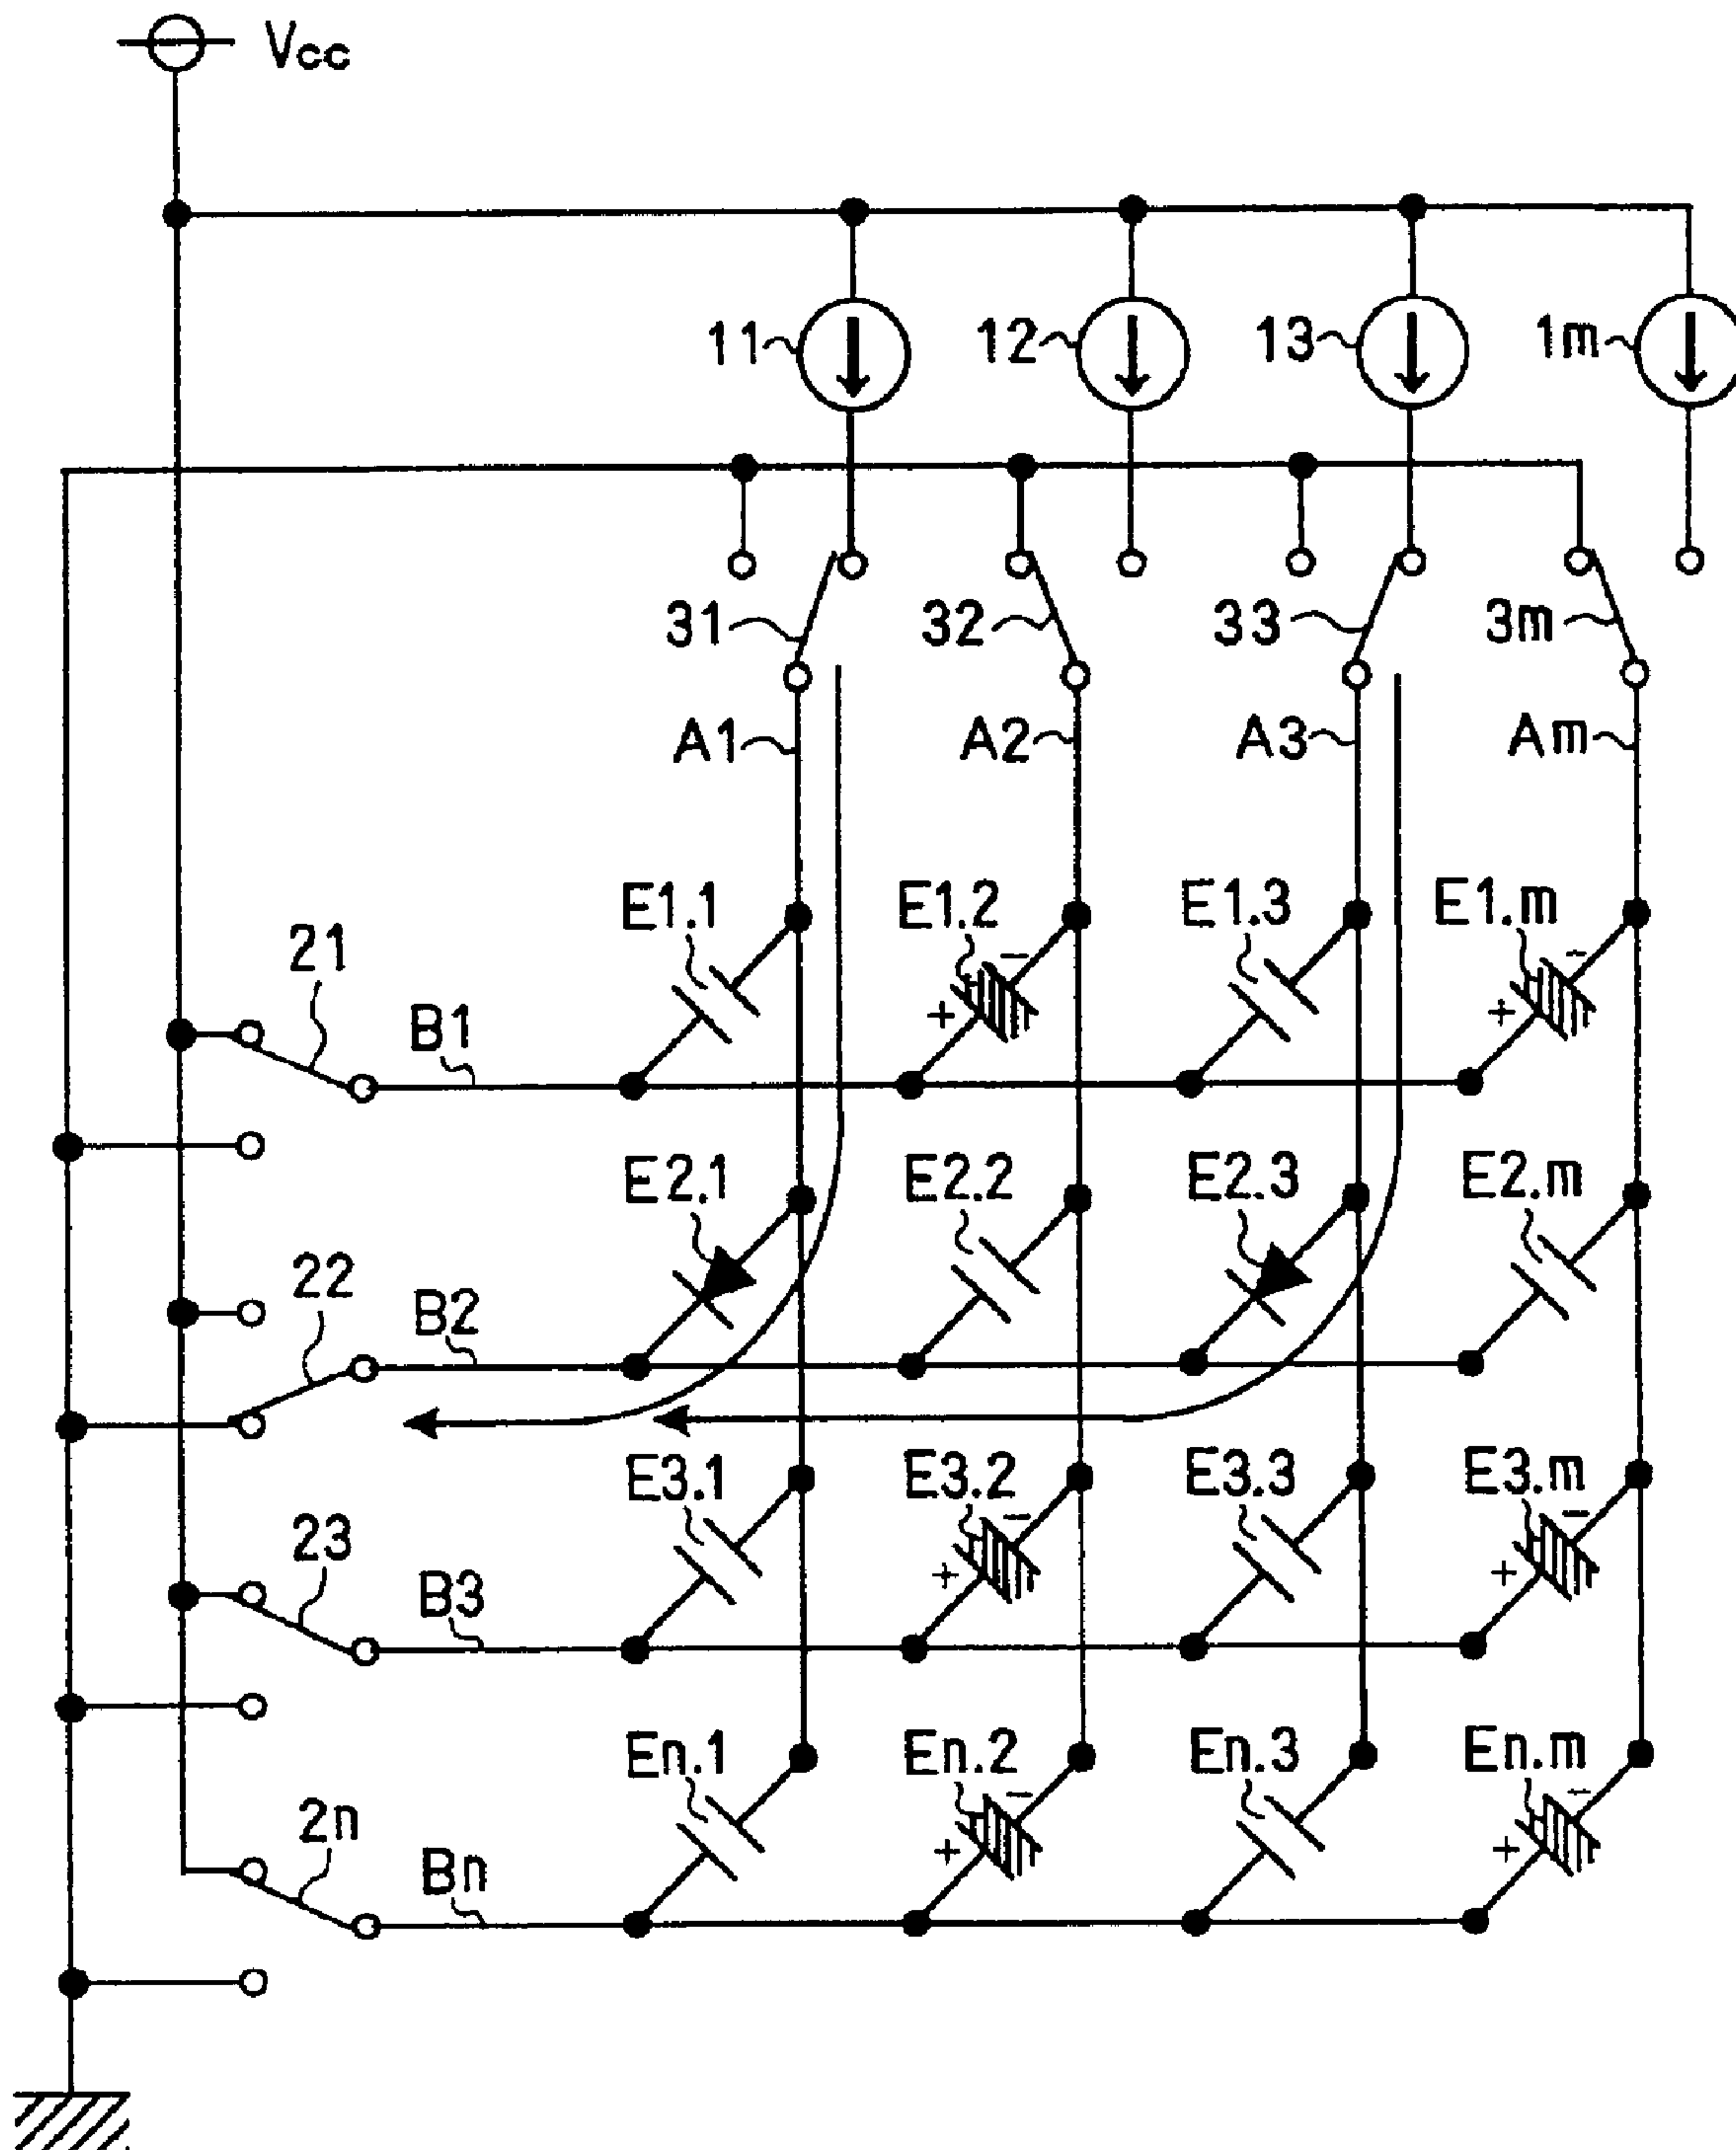 Vcc
11 12 13 1m
31 32 33 3m
A1 A2 A3 Am
E1.1 E1.2 E1.3 E1.m
21
B1
- -
+ +
E2.1 E2.2 E2.3 E2.m
22
B2
E3.1 E3.2 E3.3 E3.m
23
B3
- -
+ +
En.1 En.2 En.3 En.m
2n
Bn
- -
+ +